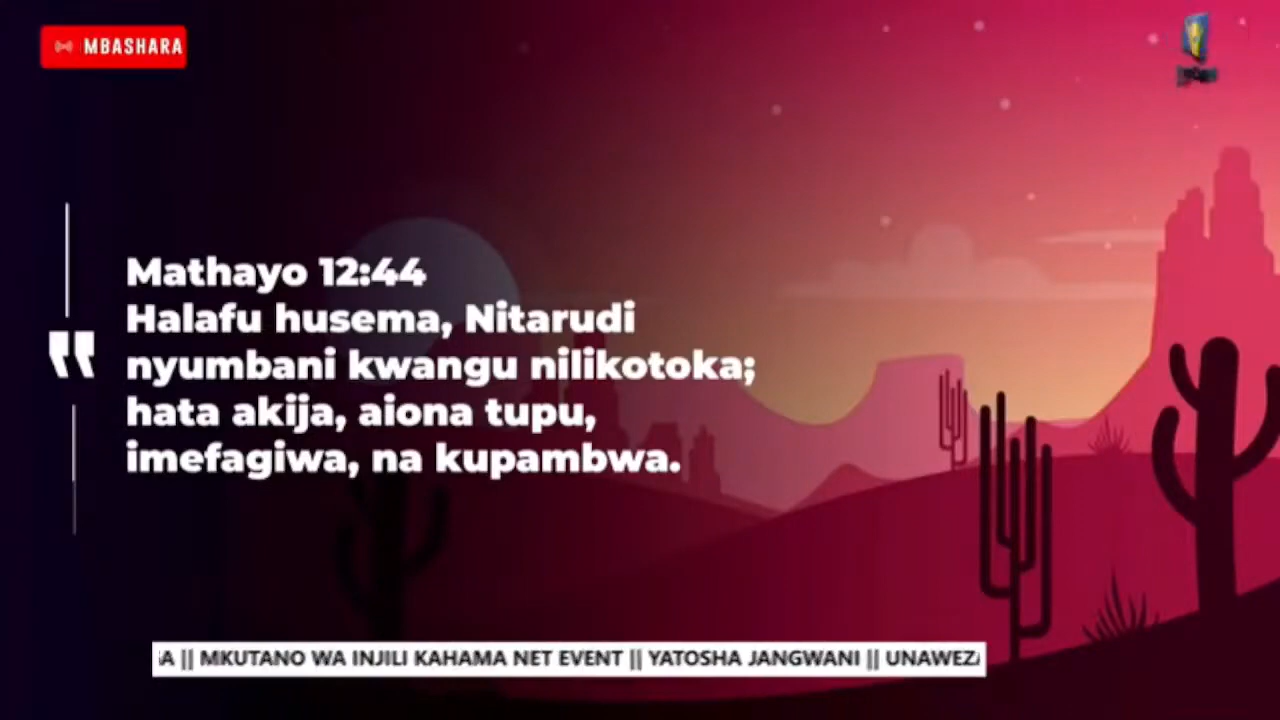 MBASHARA
Mathayo 12:44
Halafu husema, Nitarudi
nyumbani kwangu nilikotoka;
hata akija, aiona tupu,
imefagiwa, na kupambwa.
|| MKUTANO WA INJILI KAHAMA NET EVENT || YATOSHA JANGWANI ||